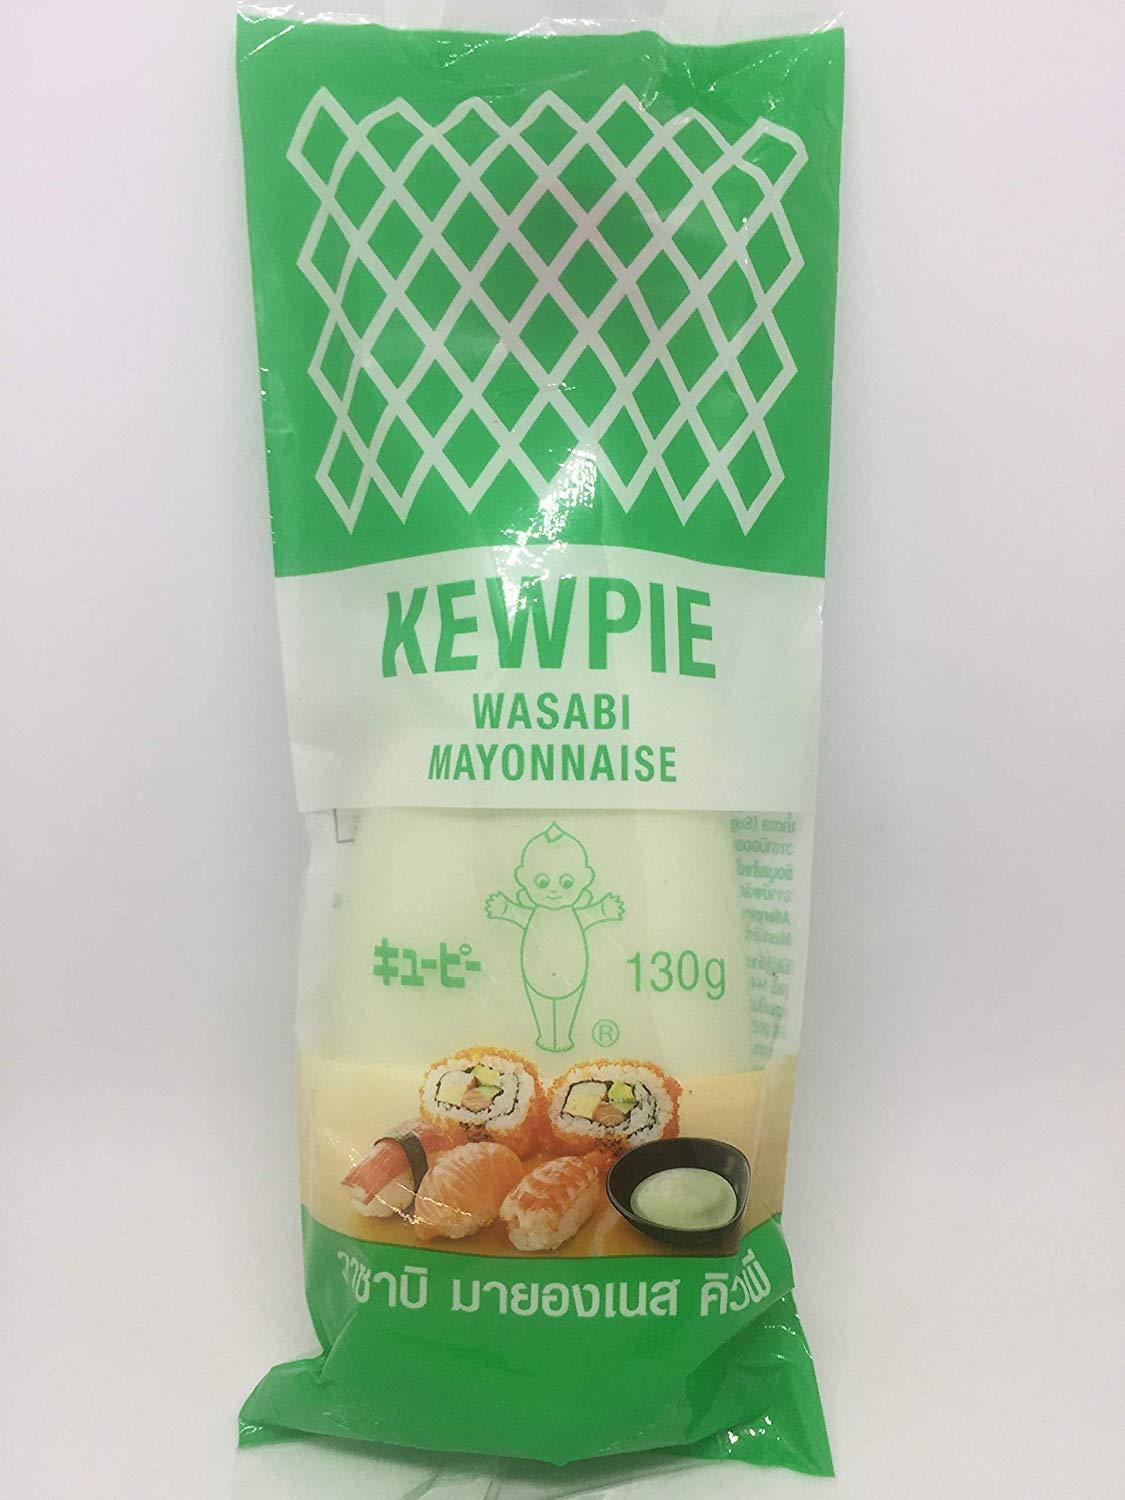 KEWPIE
WASABI
MAYONNAISE
キユーピー
130g
®
วาซาบิ มายองเนส คิวพี